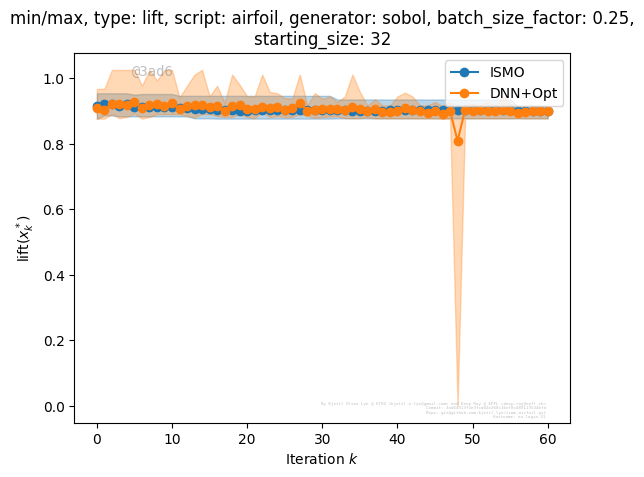 min/max, type: lift, script: airfoil, generator: sobol, batch_size_factor: 0.25,
starting_size: 32
ISMO
DNN+Opt
lift(x*k)
1.0
0.8
0.6
0.4
0.2
0.0
0 10 20 30 40 50 60
Iteration k